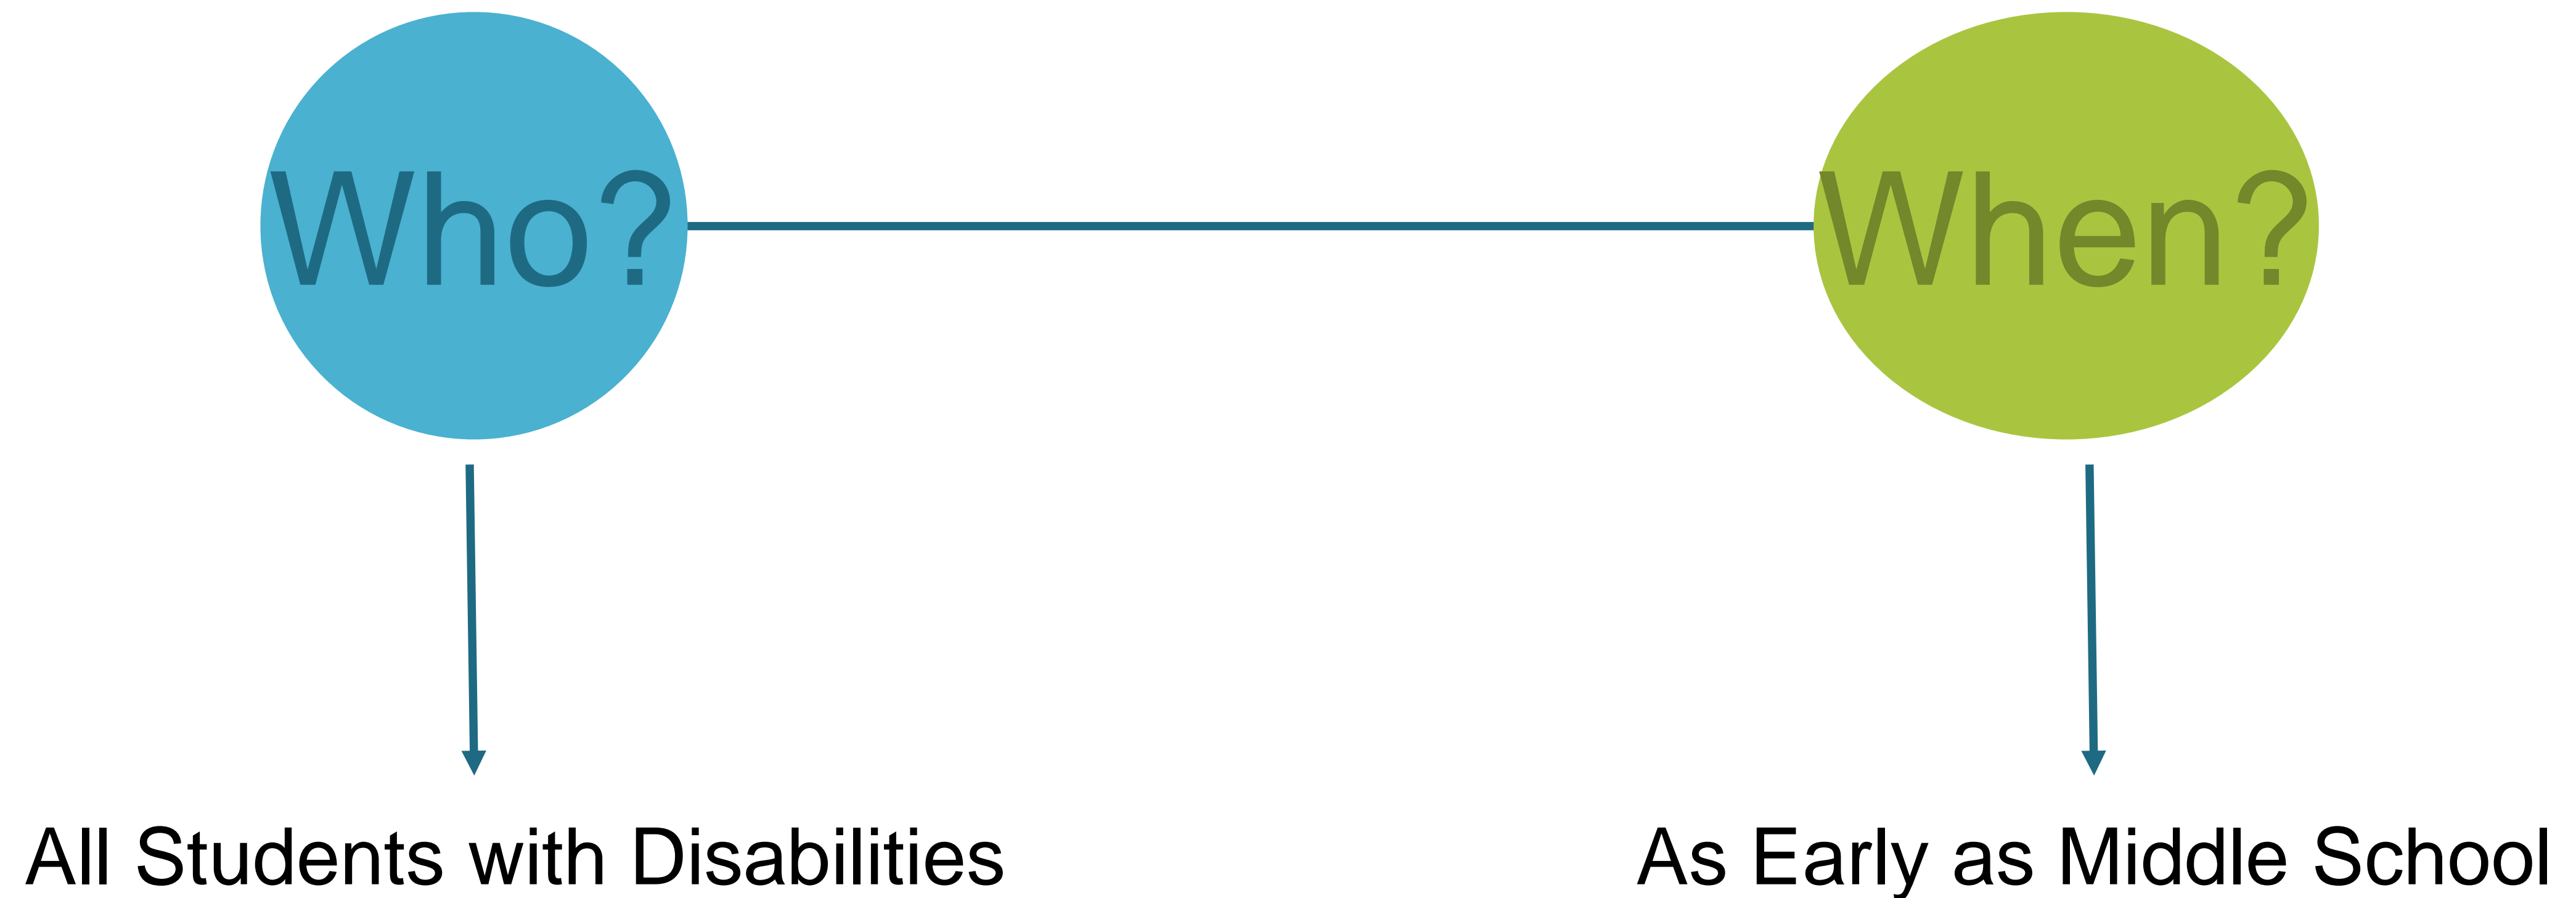 Who?
When?
All Students with Disabilities
As Early as Middle School